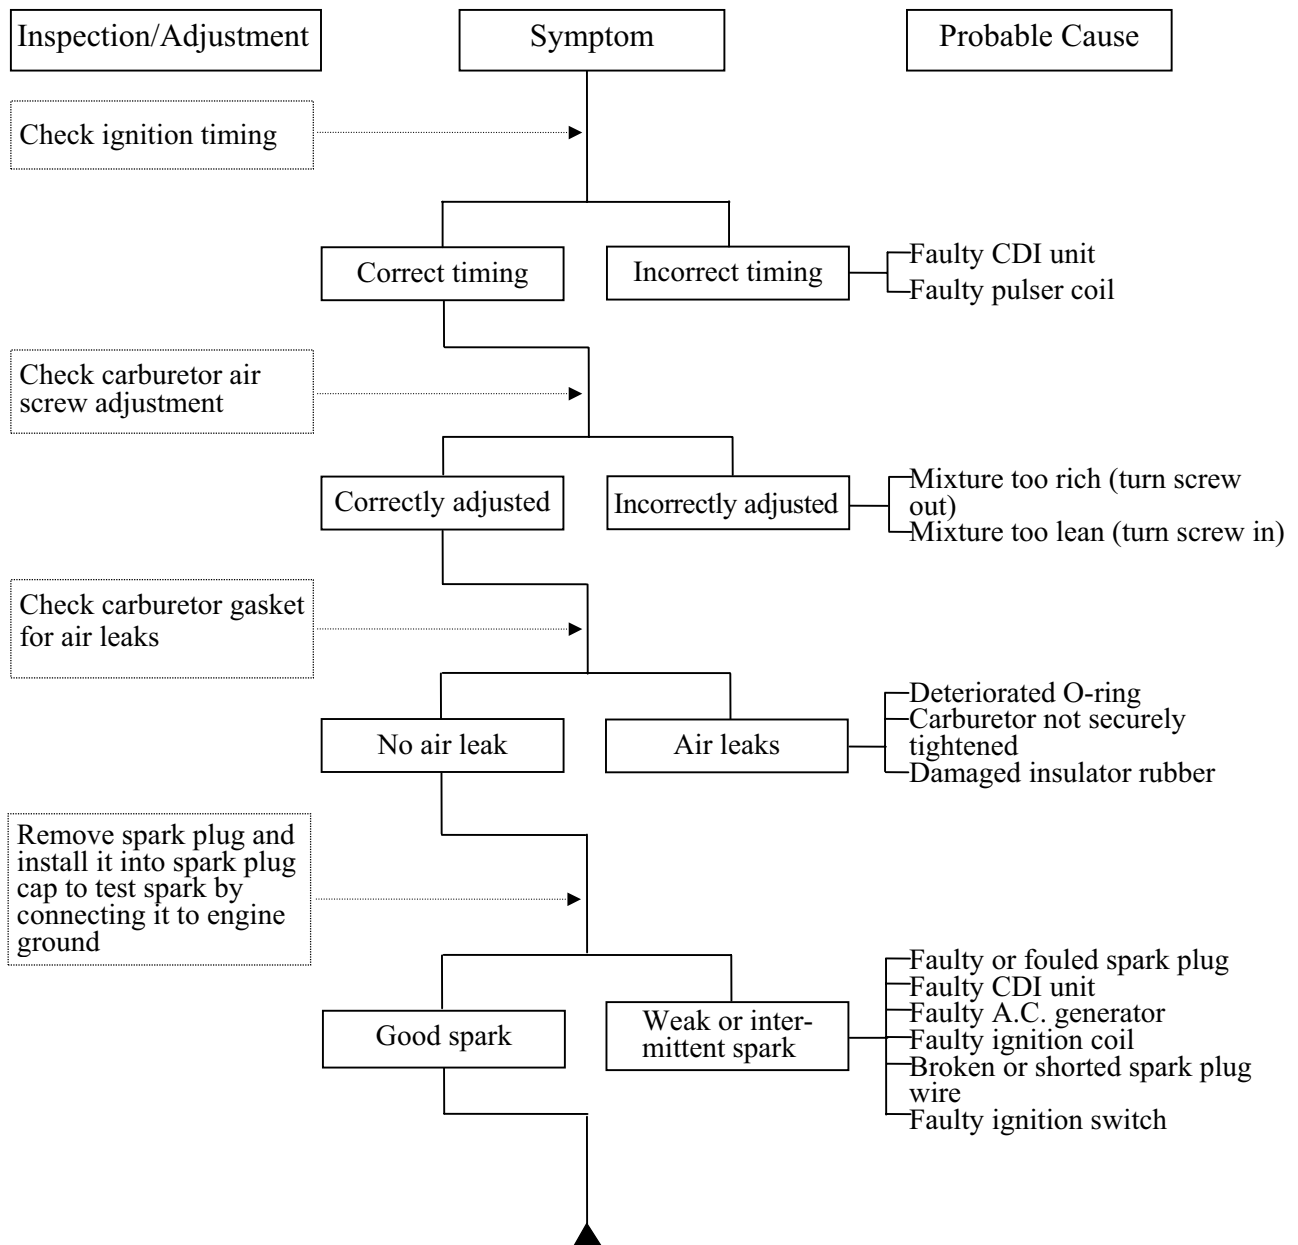 Inspection/Adjustment
Symptom
Probable Cause
Check ignition timing
Correct timing
Incorrect timing
Faulty CDI unit
Faulty pulser coil
Check carburetor air
screw adjustment
Correctly adjusted
Incorrectly adjusted
Mixture too rich (turn screw
out)
Mixture too lean (turn screw in)
Check carburetor gasket
for air leaks
No air leak
Air leaks
Deteriorated O-ring
Carburetor not securely
tightened
Damaged insulator rubber
Remove spark plug and
install it into spark plug
cap to test spark by
connecting it to engine
ground
Good spark
Weak or inter-
mittent spark
Faulty or fouled spark plug
Faulty CDI unit
Faulty A.C. generator
Faulty ignition coil
Broken or shorted spark plug
wire
Faulty ignition switch